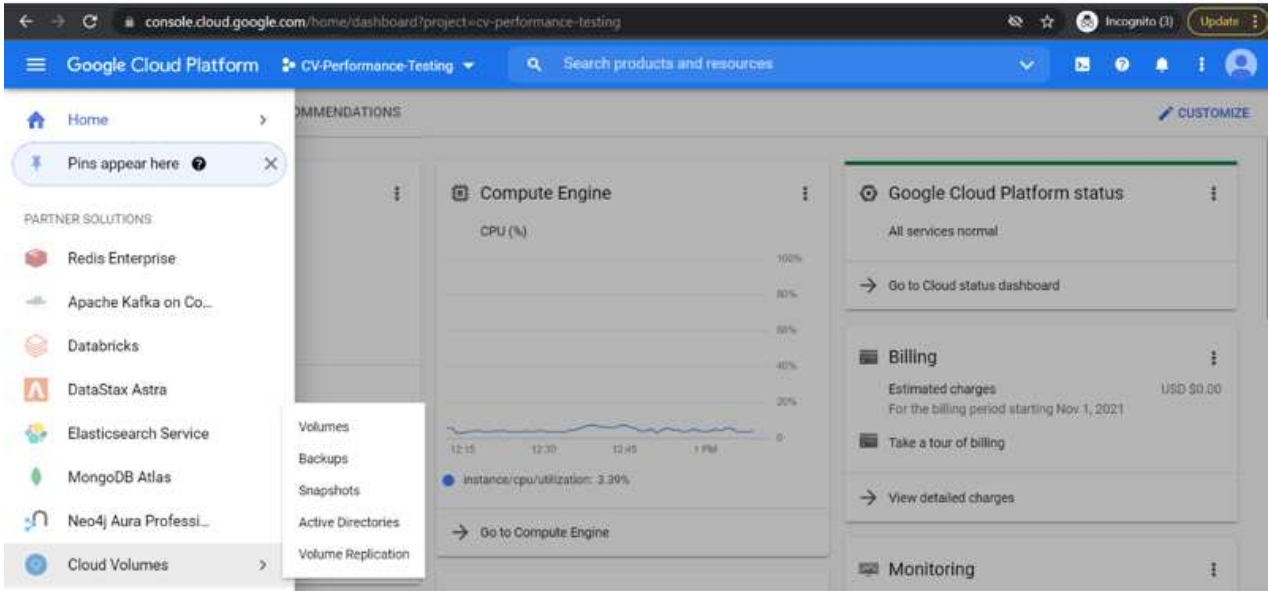 console.cloud.google.com/home/dashboard?project=cv-performance-testing
Incognito (3)
Update
Google Cloud Platform
CV-Performance-Testing
Search products and resources
Home
OMMENDATIONS
CUSTOMIZE
Pins appear here
PARTNER SOLUTIONS
Redis Enterprise
Apache Kafka on Co...
Databricks
DataStax Astra
Elasticsearch Service
MongoDB Atlas
Neo4j Aura Professi...
Cloud Volumes
Volumes
Backups
Snapshots
Active Directories
Volume Replication
Compute Engine
CPU (%)
100%
80%
60%
40%
20%
0
12:15 12:30 12:45 1 PM
instance/cpu/utilization: 3.39%
Go to Compute Engine
Google Cloud Platform status
All services normal
Go to Cloud status dashboard
Billing
Estimated charges USD $0.00
For the billing period starting Nov 1, 2021
Take a tour of billing
View detailed charges
Monitoring